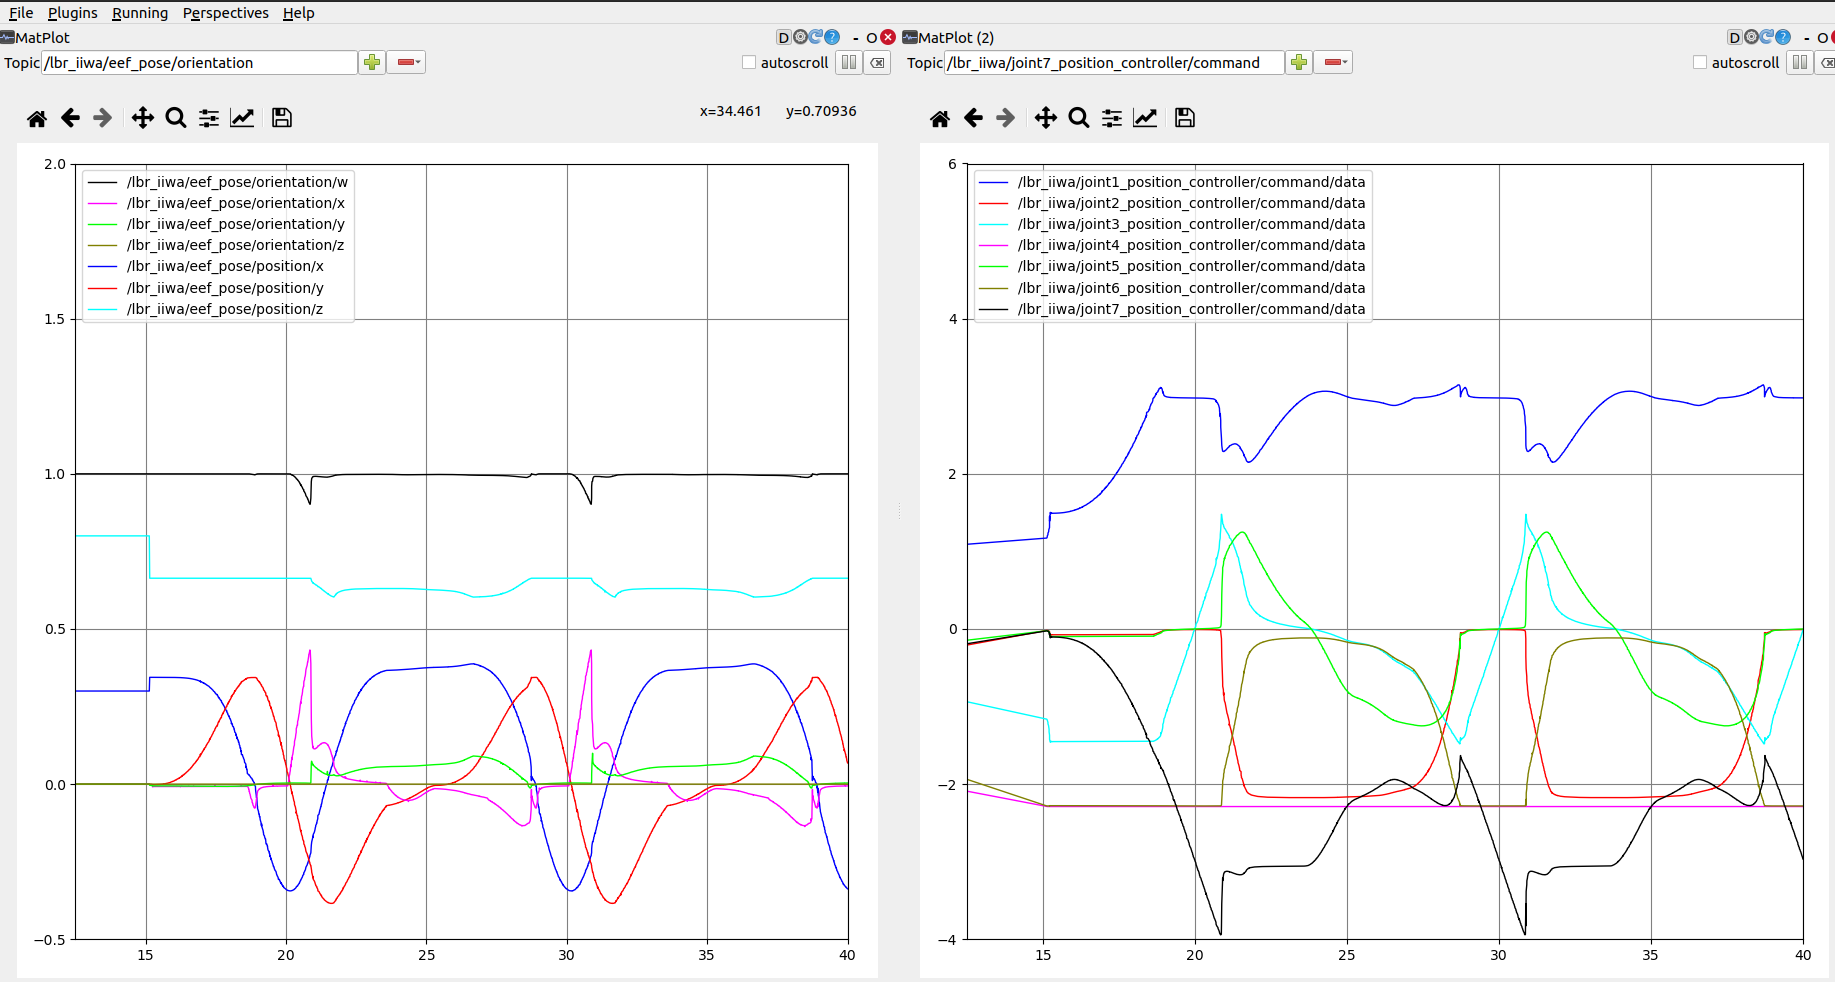 File Plugins Running Perspectives Help
MatPlot D ? - O
Topic /lbr_iiwa/eef_pose/orientation autoscroll
x=34.461 y=0.70936
2.0
1.5
1.0
0.5
0.0
−0.5
/lbr_iiwa/eef_pose/orientation/w
/lbr_iiwa/eef_pose/orientation/x
/lbr_iiwa/eef_pose/orientation/y
/lbr_iiwa/eef_pose/orientation/z
/lbr_iiwa/eef_pose/position/x
/lbr_iiwa/eef_pose/position/y
/lbr_iiwa/eef_pose/position/z
15 20 25 30 35 40
MatPlot (2) D ? - O
Topic /lbr_iiwa/joint7_position_controller/command autoscroll
6
4
2
0
−2
−4
/lbr_iiwa/joint1_position_controller/command/data
/lbr_iiwa/joint2_position_controller/command/data
/lbr_iiwa/joint3_position_controller/command/data
/lbr_iiwa/joint4_position_controller/command/data
/lbr_iiwa/joint5_position_controller/command/data
/lbr_iiwa/joint6_position_controller/command/data
/lbr_iiwa/joint7_position_controller/command/data
15 20 25 30 35 40